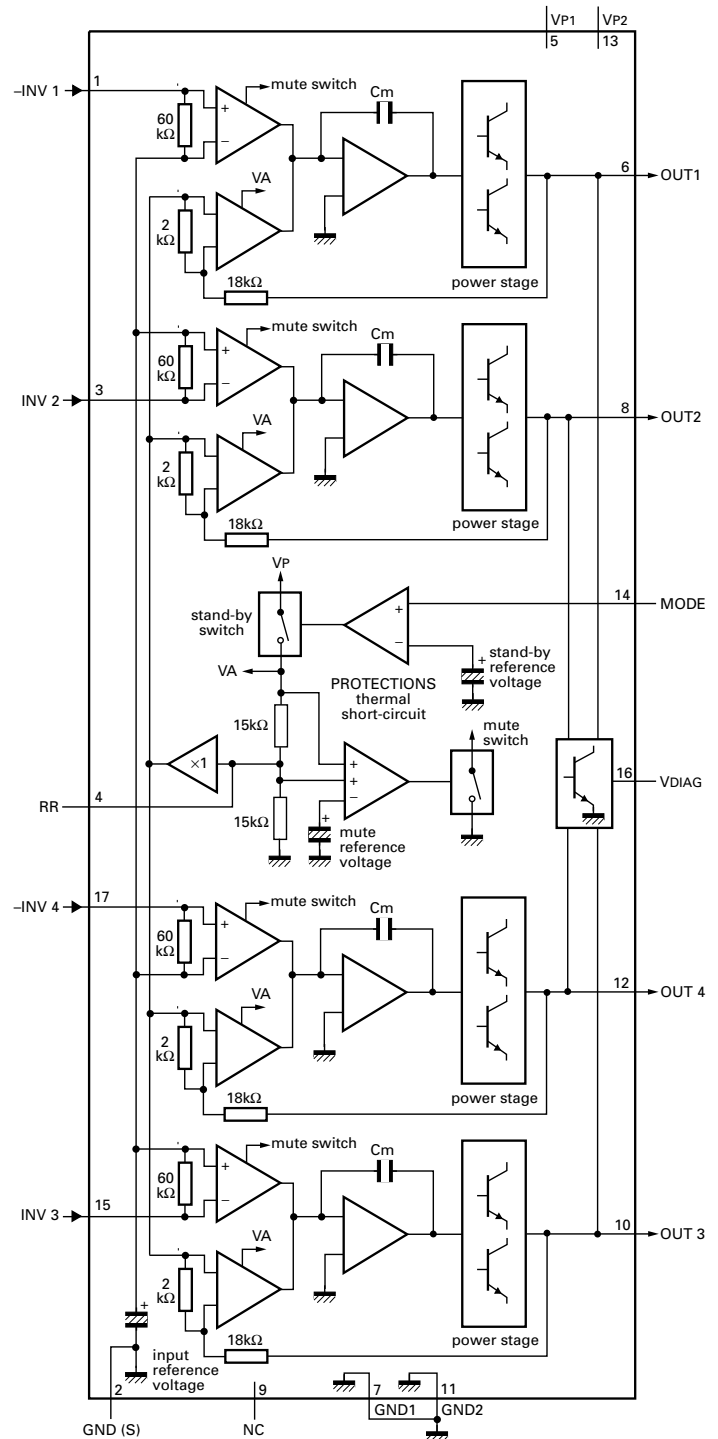 VP1 VP2
5 13
–INV 1 1
mute switch
Cm
60 kΩ
+
–
VA
6 OUT1
2 kΩ
18kΩ
power stage
mute switch
Cm
60 kΩ
+
–
INV 2 3
VA
8 OUT2
2 kΩ
18kΩ
power stage
VP
14 MODE
stand-by
switch
+
–
+
stand-by
reference
voltage
VA
PROTECTIONS
thermal
short-circuit
15kΩ
mute
switch
×1
+
+
–
16 VDIAG
RR 4
15kΩ
+
mute
reference
voltage
–INV 4 17
mute switch
Cm
60 kΩ
+
–
VA
12 OUT 4
2 kΩ
18kΩ
power stage
mute switch
Cm
60 kΩ
+
–
INV 3 15
VA
10 OUT 3
2 kΩ
+
18kΩ
power stage
input
reference
voltage
2 9 7 11
GND1 GND2
GND (S) NC